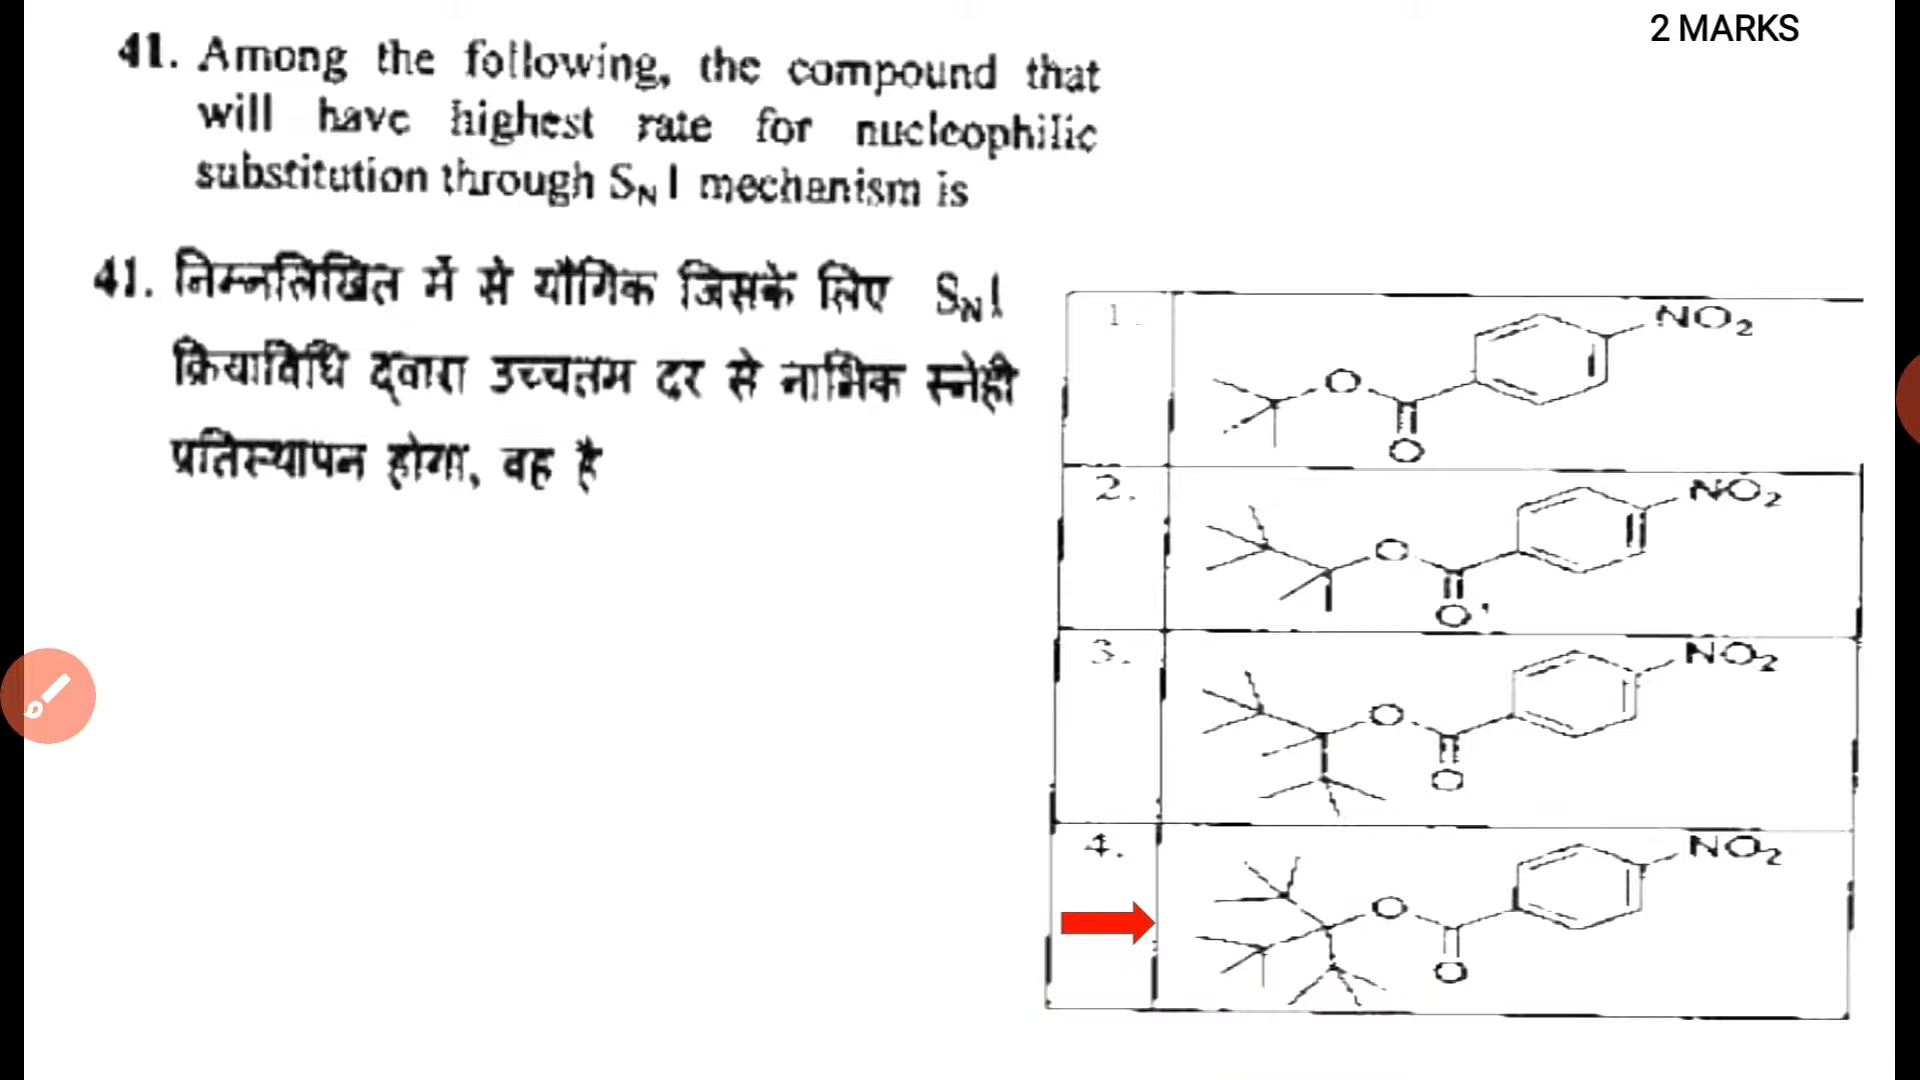 2 MARKS
41. Among the following, the compound that
will have highest rate for nucleophilic
substitution through SN1 mechanism is
41. निम्नलिखित में से यौगिक जिसके लिए SN1
क्रियाविधि द्वारा उच्चतम दर से नाभिक स्नेही
प्रतिस्थापन होगा, वह है
1.
NO2
O
O
2.
NO2
O
O
3.
NO2
O
O
4.
NO2
O
O